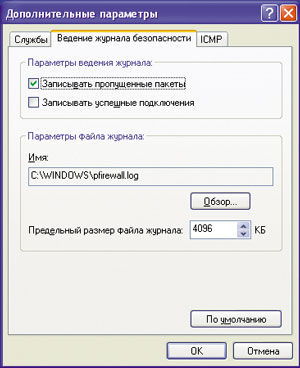 Дополнительные параметры
Службы
Ведение журнала безопасности
ICMP
Параметры ведения журнала:
Записывать пропущенные пакеты
Записывать успешные подключения
Параметры файла журнала:
Имя:
C:\WINDOWS\pfirewall.log
Обзор...
Предельный размер файла журнала: 4096 КБ
По умолчанию
OK
Отмена